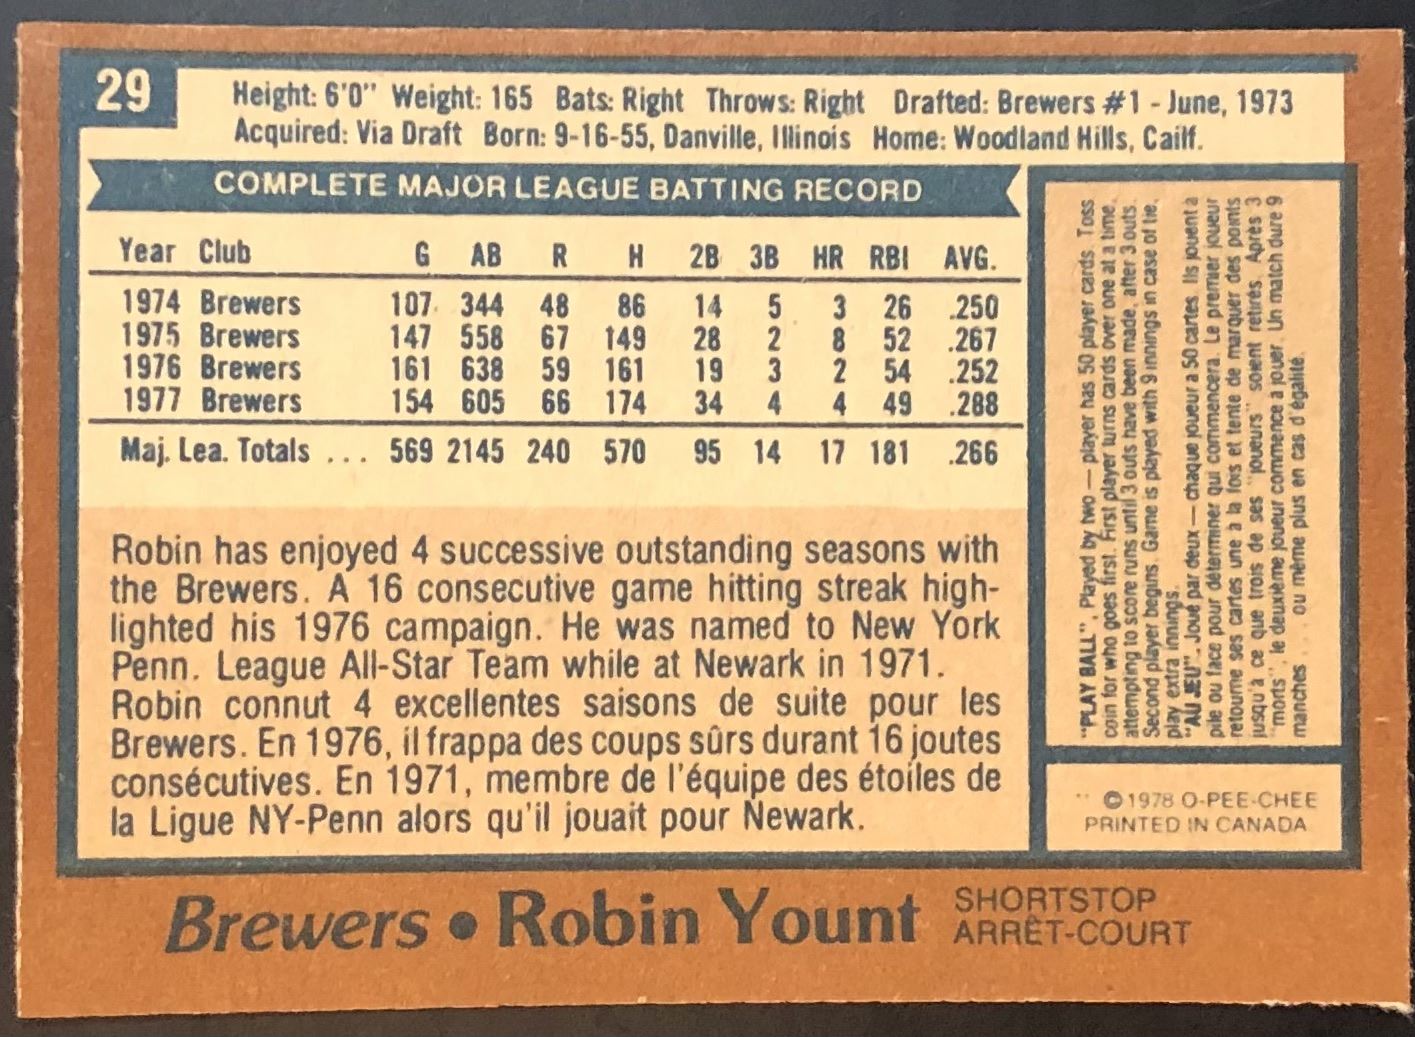 29
Height: 6'0" Weight: 165 Bats: Right Throws: Right Drafted: Brewers #1 - June, 1973
Acquired: Via Draft Born: 9-16-55, Danville, Illinois Home: Woodland Hills, Cailf.
COMPLETE MAJOR LEAGUE BATTING RECORD
Year Club G AB R H 2B 3B HR RBI AVG.
1974 Brewers 107 344 48 86 14 5 3 26 .250
1975 Brewers 147 558 67 149 28 2 8 52 .267
1976 Brewers 161 638 59 161 19 3 2 54 .252
1977 Brewers 154 605 66 174 34 4 4 49 .288
Maj. Lea. Totals ... 569 2145 240 570 95 14 17 181 .266
Robin has enjoyed 4 successive outstanding seasons with
the Brewers. A 16 consecutive game hitting streak high-
lighted his 1976 campaign. He was named to New York
Penn. League All-Star Team while at Newark in 1971.
Robin connut 4 excellentes saisons de suite pour les
Brewers. En 1976, il frappa des coups sûrs durant 16 joutes
consécutives. En 1971, membre de l'équipe des étoiles de
la Ligue NY-Penn alors qu'il jouait pour Newark.
"PLAY BALL", Played by two — player has 50 player cards. Toss
coin for who goes first. First player turns cards over one at a time.
attempting to score runs until 3 outs have been made, after 3 outs.
Second player begins. Game is played with 9 innings in case of tie.
play extra innings.
"AU JEU". Joué par deux — chaque joueur a 50 cartes. Ils jouent à
pile ou face pour déterminer qui commencera. Le premier joueur
retourne ses cartes une à la fois et tente de marquer des points
jusqu'à ce que trois de ses "joueurs" soient retirés. Après 3
"morts", le deuxième joueur commence à jouer. Un match dure 9
manches ... ou même plus en cas d'égalité.
©1978 O-PEE-CHEE
PRINTED IN CANADA
Brewers • Robin Yount SHORTSTOP
ARRÊT-COURT